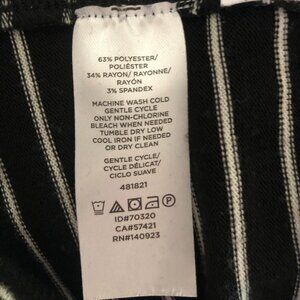 63% POLYESTER/
POLIÉSTER
34% RAYON/ RAYONNE/
RAYÓN
3% SPANDEX
MACHINE WASH COLD
GENTLE CYCLE
ONLY NON-CHLORINE
BLEACH WHEN NEEDED
TUMBLE DRY LOW
COOL IRON IF NEEDED
OR DRY CLEAN
GENTLE CYCLE/
CYCLE DÉLICAT/
CICLO SUAVE
481821
ID#70320
CA#57421
RN#140923